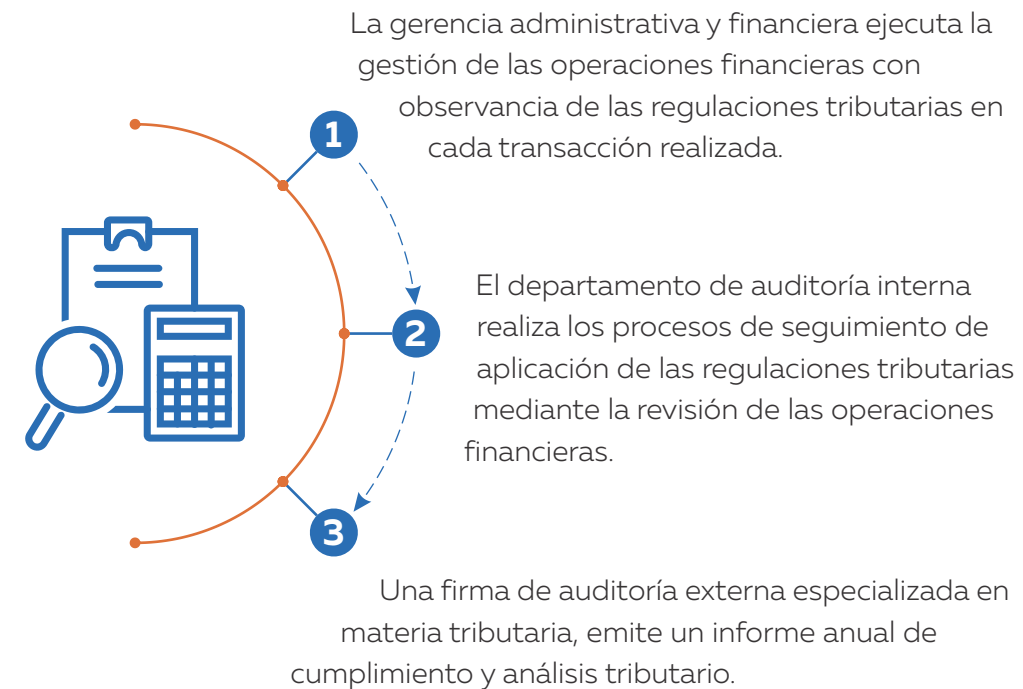 La gerencia administrativa y financiera ejecuta la
gestión de las operaciones financieras con
observancia de las regulaciones tributarias en
cada transacción realizada.
1
El departamento de auditoría interna
realiza los procesos de seguimiento de
aplicación de las regulaciones tributarias
mediante la revisión de las operaciones
financieras.
2
3
Una firma de auditoría externa especializada en
materia tributaria, emite un informe anual de
cumplimiento y análisis tributario.